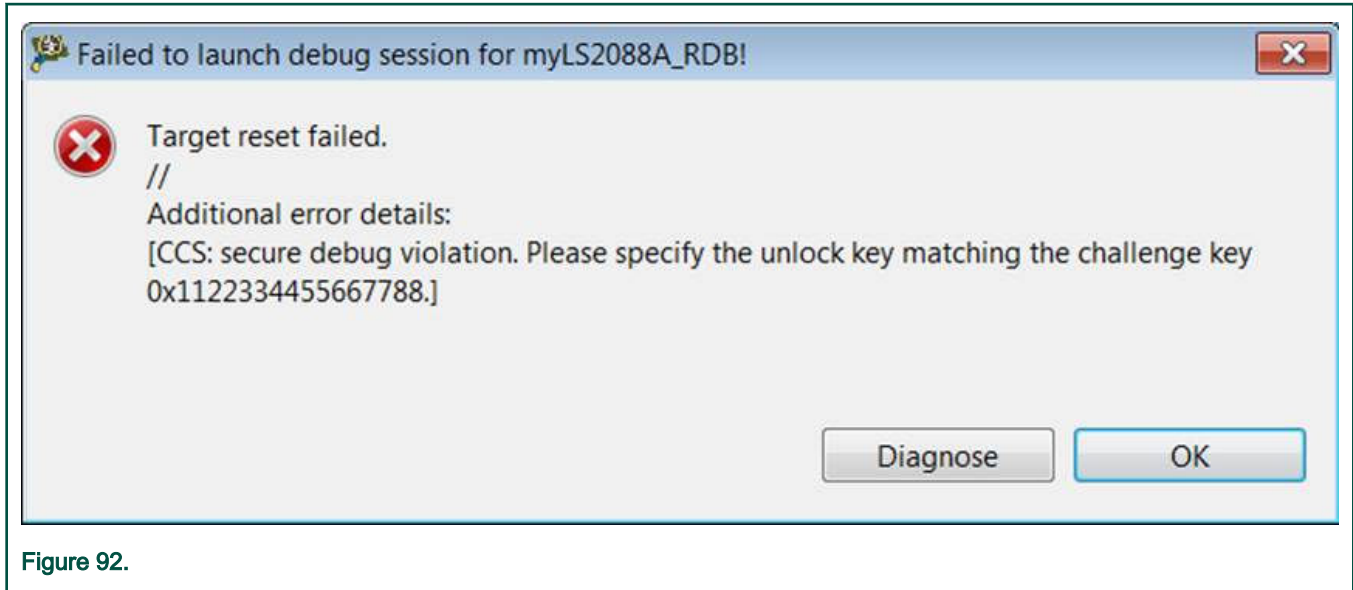 Failed to launch debug session for myLS2088A_RDB!
Target reset failed.
//
Additional error details:
[CCS: secure debug violation. Please specify the unlock key matching the challenge key
0x1122334455667788.]
Diagnose
OK
Figure 92.